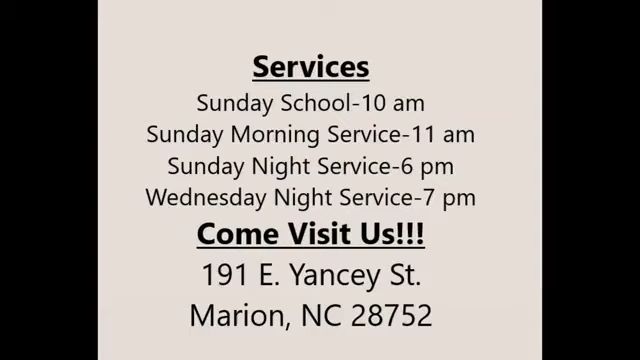 Services
Sunday School-10 am
Sunday Morning Service-11 am
Sunday Night Service-6 pm
Wednesday Night Service-7 pm
Come Visit Us!!!
191 E. Yancey St.
Marion, NC 28752